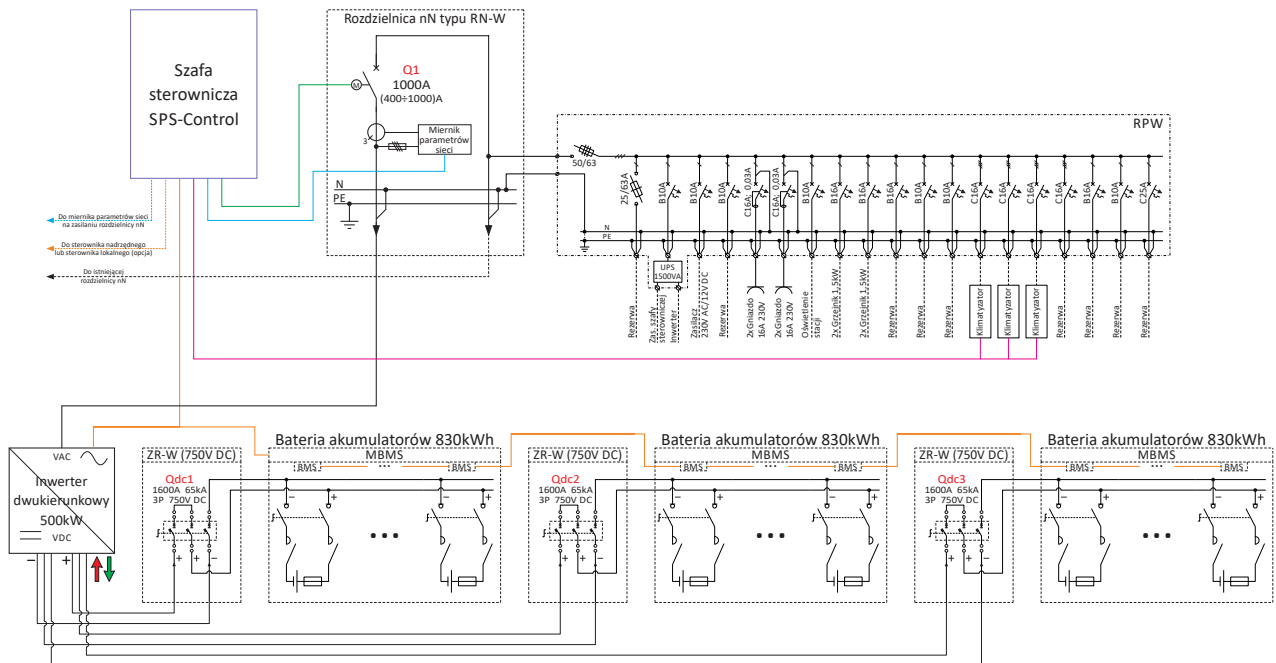 Rozdzielnica nN typu RN-W
Szafa
sterownicza
SPS-Control
Q1
1000A
(400÷1000)A
M
3
Miernik
parametrów
sieci
N
PE
Do miernika parametrów sieci
na zasilaniu rozdzielnicy nN
Do sterownika nadrzędnego
lub sterownika lokalnego (opcja)
Do istniejącej
rozdzielnicy nN
RPW
50/63
25/63A
B10A
B10A
B10A
C16A 0,03A
C16A 0,03A
B10A
B16A
B16A
B16A
B10A
C16A
C16A
C16A
B16A
B10A
C25A
N
PE
UPS
1500VA
Rezerwa
Zas. szafy
sterowniczej
Inwerter
Zasilacz
230V AC/12V DC
Rezerwa
2x Gniazdo
16A 230V
2x Gniazdo
16A 230V
Oświetlenie
stacji
2x Grzejnik 1,5kW
2x Grzejnik 1,5kW
Rezerwa
Rezerwa
Rezerwa
Klimatyzator
Klimatyzator
Klimatyzator
Rezerwa
Rezerwa
Rezerwa
VAC
Inwerter
dwukierunkowy
500kW
VDC
− +
ZR-W (750V DC)
Qdc1
1600A 65kA
3P 750V DC
+ + −
Bateria akumulatorów 830kWh
MBMS
BMS ... BMS
− + − +
...
ZR-W (750V DC)
Qdc2
1600A 65kA
3P 750V DC
+ + −
Bateria akumulatorów 830kWh
MBMS
BMS ... BMS
− + − +
...
ZR-W (750V DC)
Qdc3
1600A 65kA
3P 750V DC
+ + −
Bateria akumulatorów 830kWh
MBMS
BMS ... BMS
− + − +
...